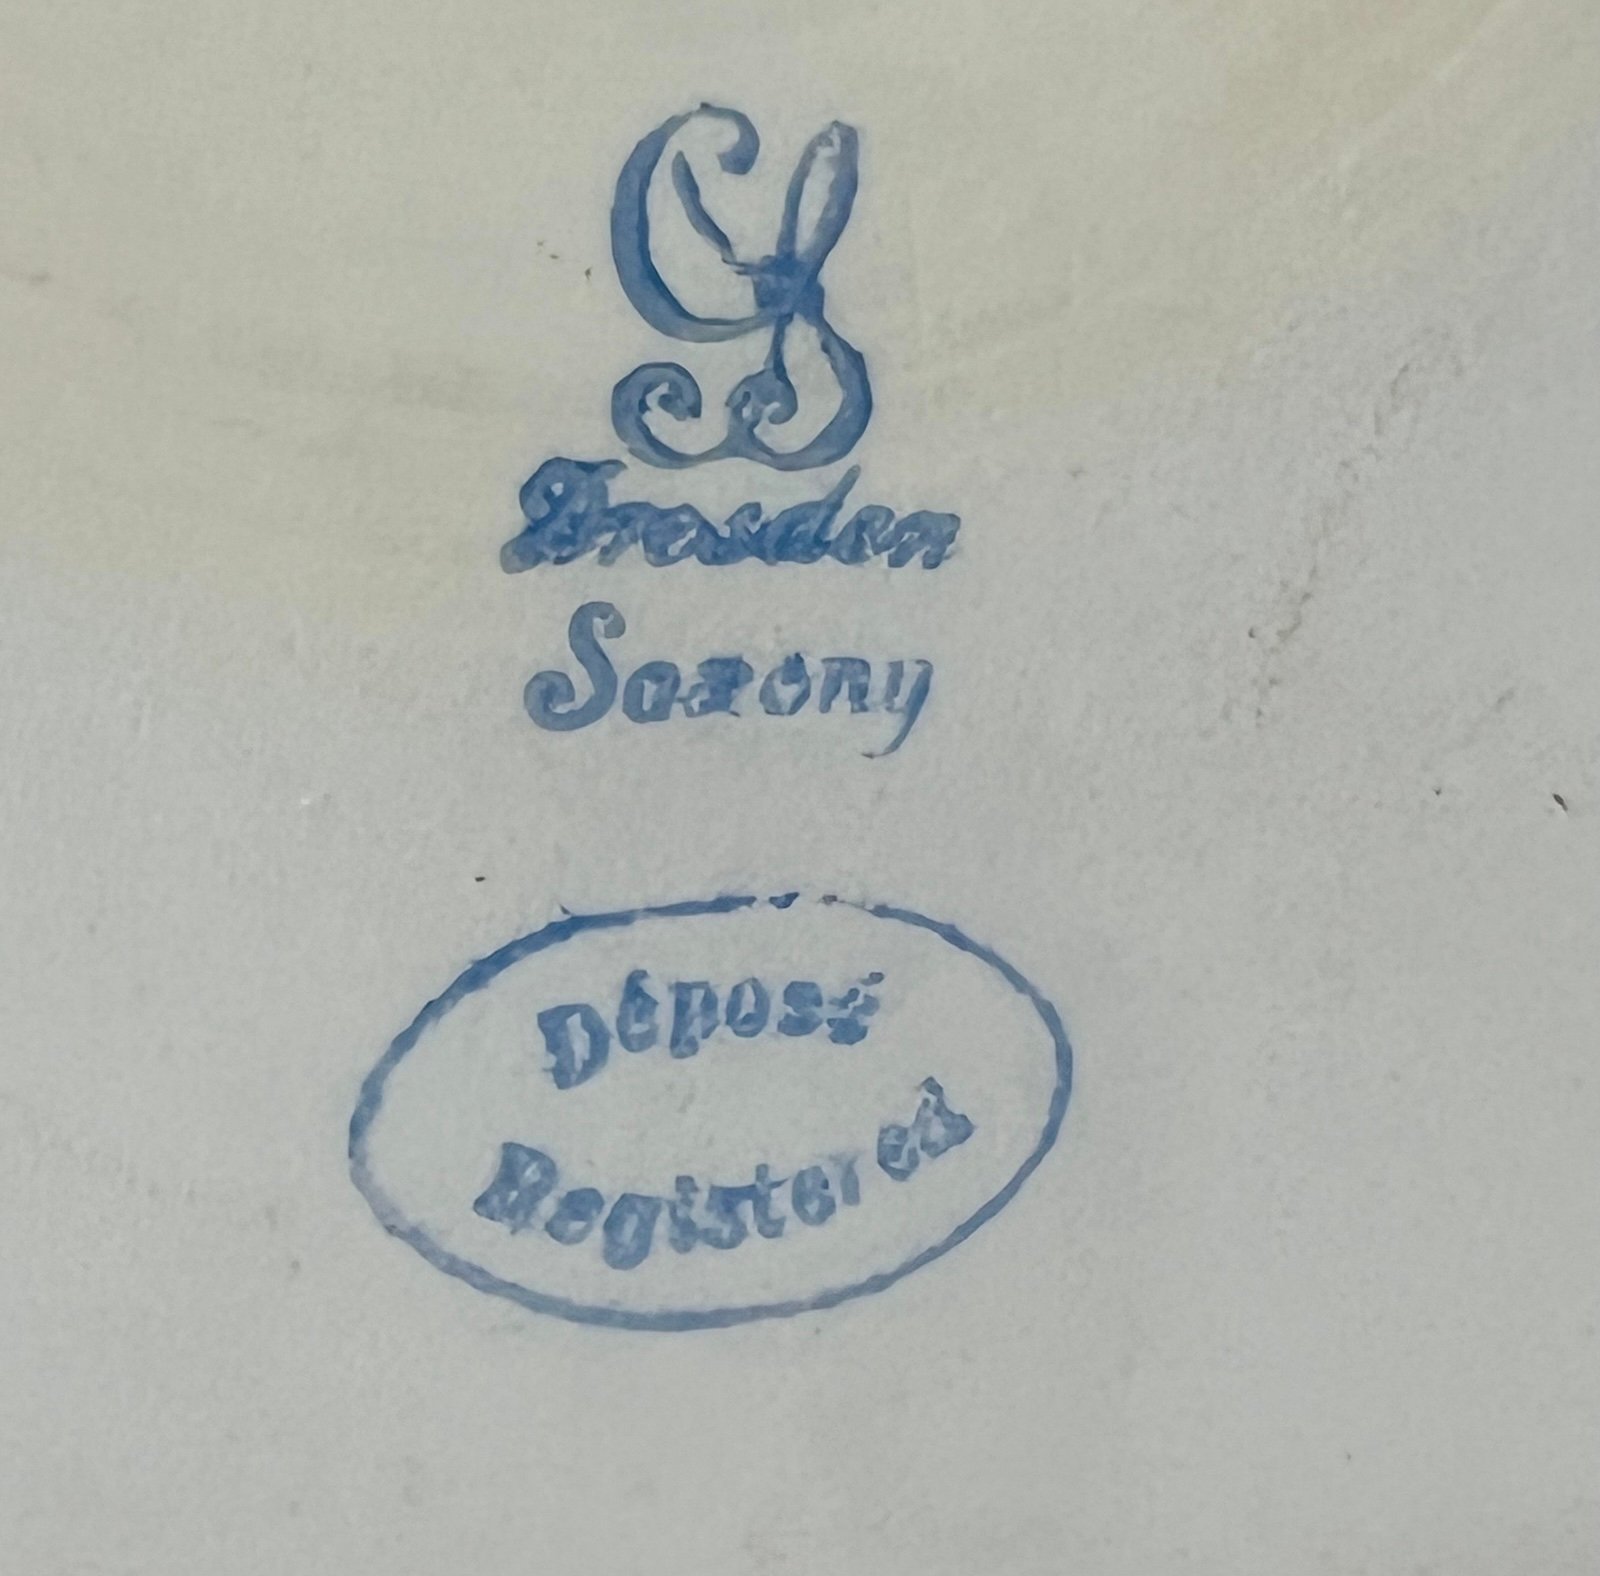 Dresden
Saxony
Déposé
Registered